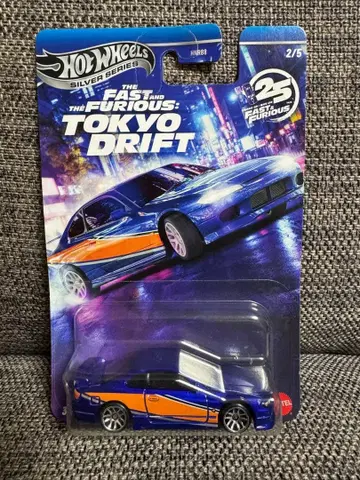 Hot Wheels
SILVER SERIES
2/5
THE
FAST AND
THE FURIOUS:
TOKYO
DRIFT
25
FAST &
FURIOUS